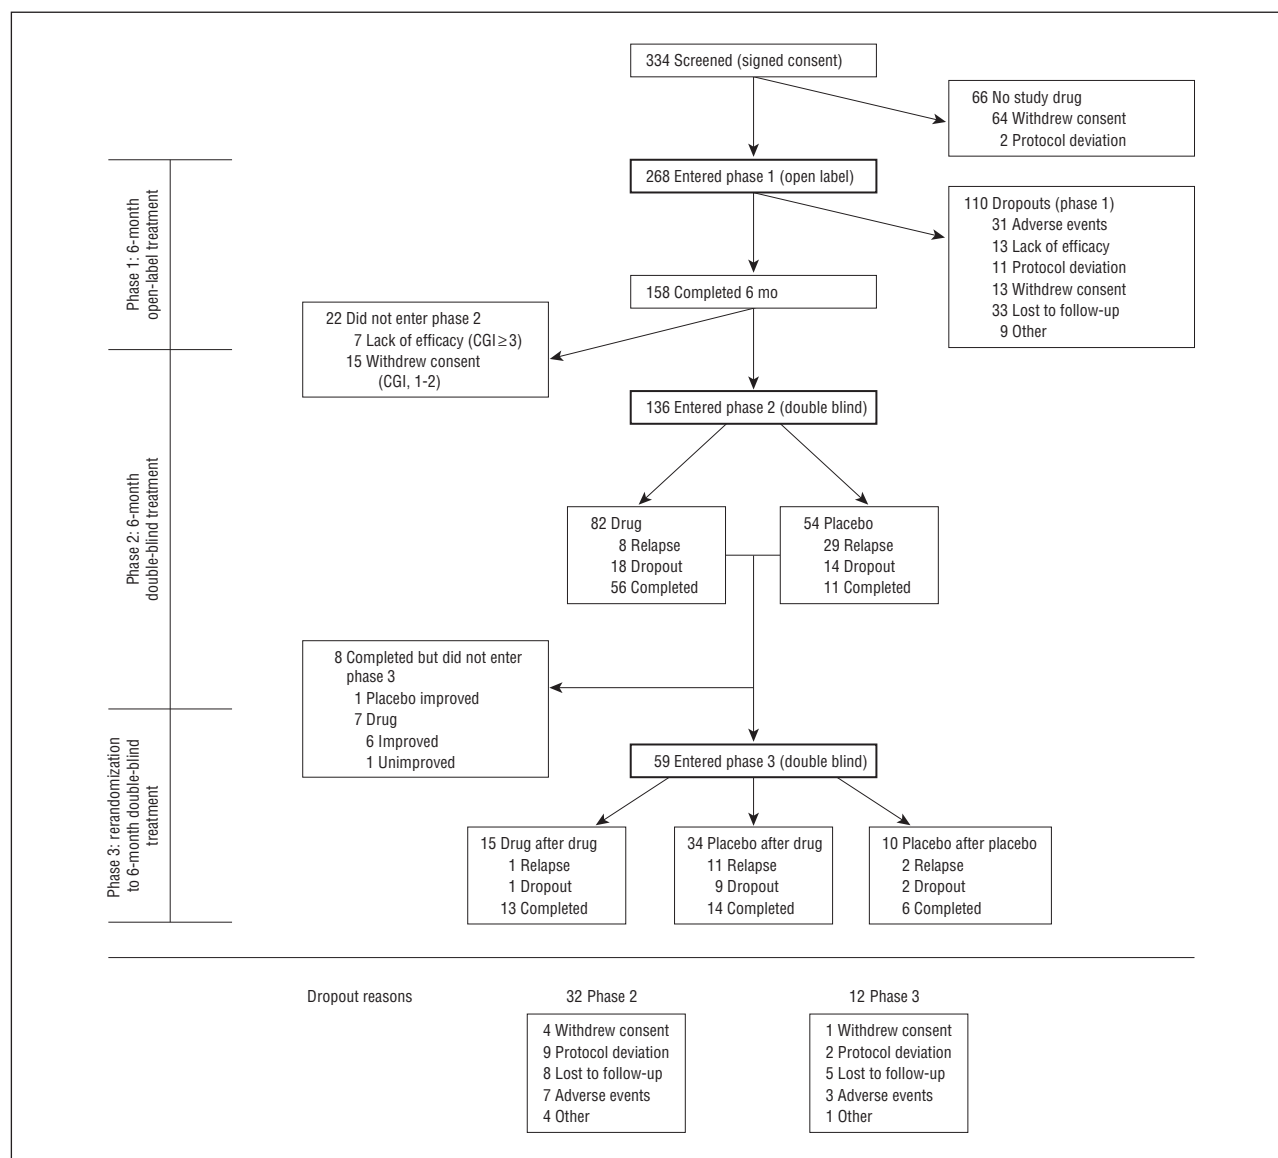 334 Screened (signed consent)
66 No study drug
64 Withdrew consent
2 Protocol deviation
Phase 1: 6-month
open-label treatment
268 Entered phase 1 (open label)
110 Dropouts (phase 1)
31 Adverse events
13 Lack of efficacy
11 Protocol deviation
13 Withdrew consent
33 Lost to follow-up
9 Other
158 Completed 6 mo
22 Did not enter phase 2
7 Lack of efficacy (CGI ≥ 3)
15 Withdrew consent
(CGI, 1-2)
Phase 2: 6-month
double-blind treatment
136 Entered phase 2 (double blind)
82 Drug
8 Relapse
18 Dropout
56 Completed
54 Placebo
29 Relapse
14 Dropout
11 Completed
8 Completed but did not enter
phase 3
1 Placebo improved
7 Drug
6 Improved
1 Unimproved
Phase 3: rerandomization
to 6-month double-blind
treatment
59 Entered phase 3 (double blind)
15 Drug after drug
1 Relapse
1 Dropout
13 Completed
34 Placebo after drug
11 Relapse
9 Dropout
14 Completed
10 Placebo after placebo
2 Relapse
2 Dropout
6 Completed
Dropout reasons
32 Phase 2
4 Withdrew consent
9 Protocol deviation
8 Lost to follow-up
7 Adverse events
4 Other
12 Phase 3
1 Withdrew consent
2 Protocol deviation
5 Lost to follow-up
3 Adverse events
1 Other